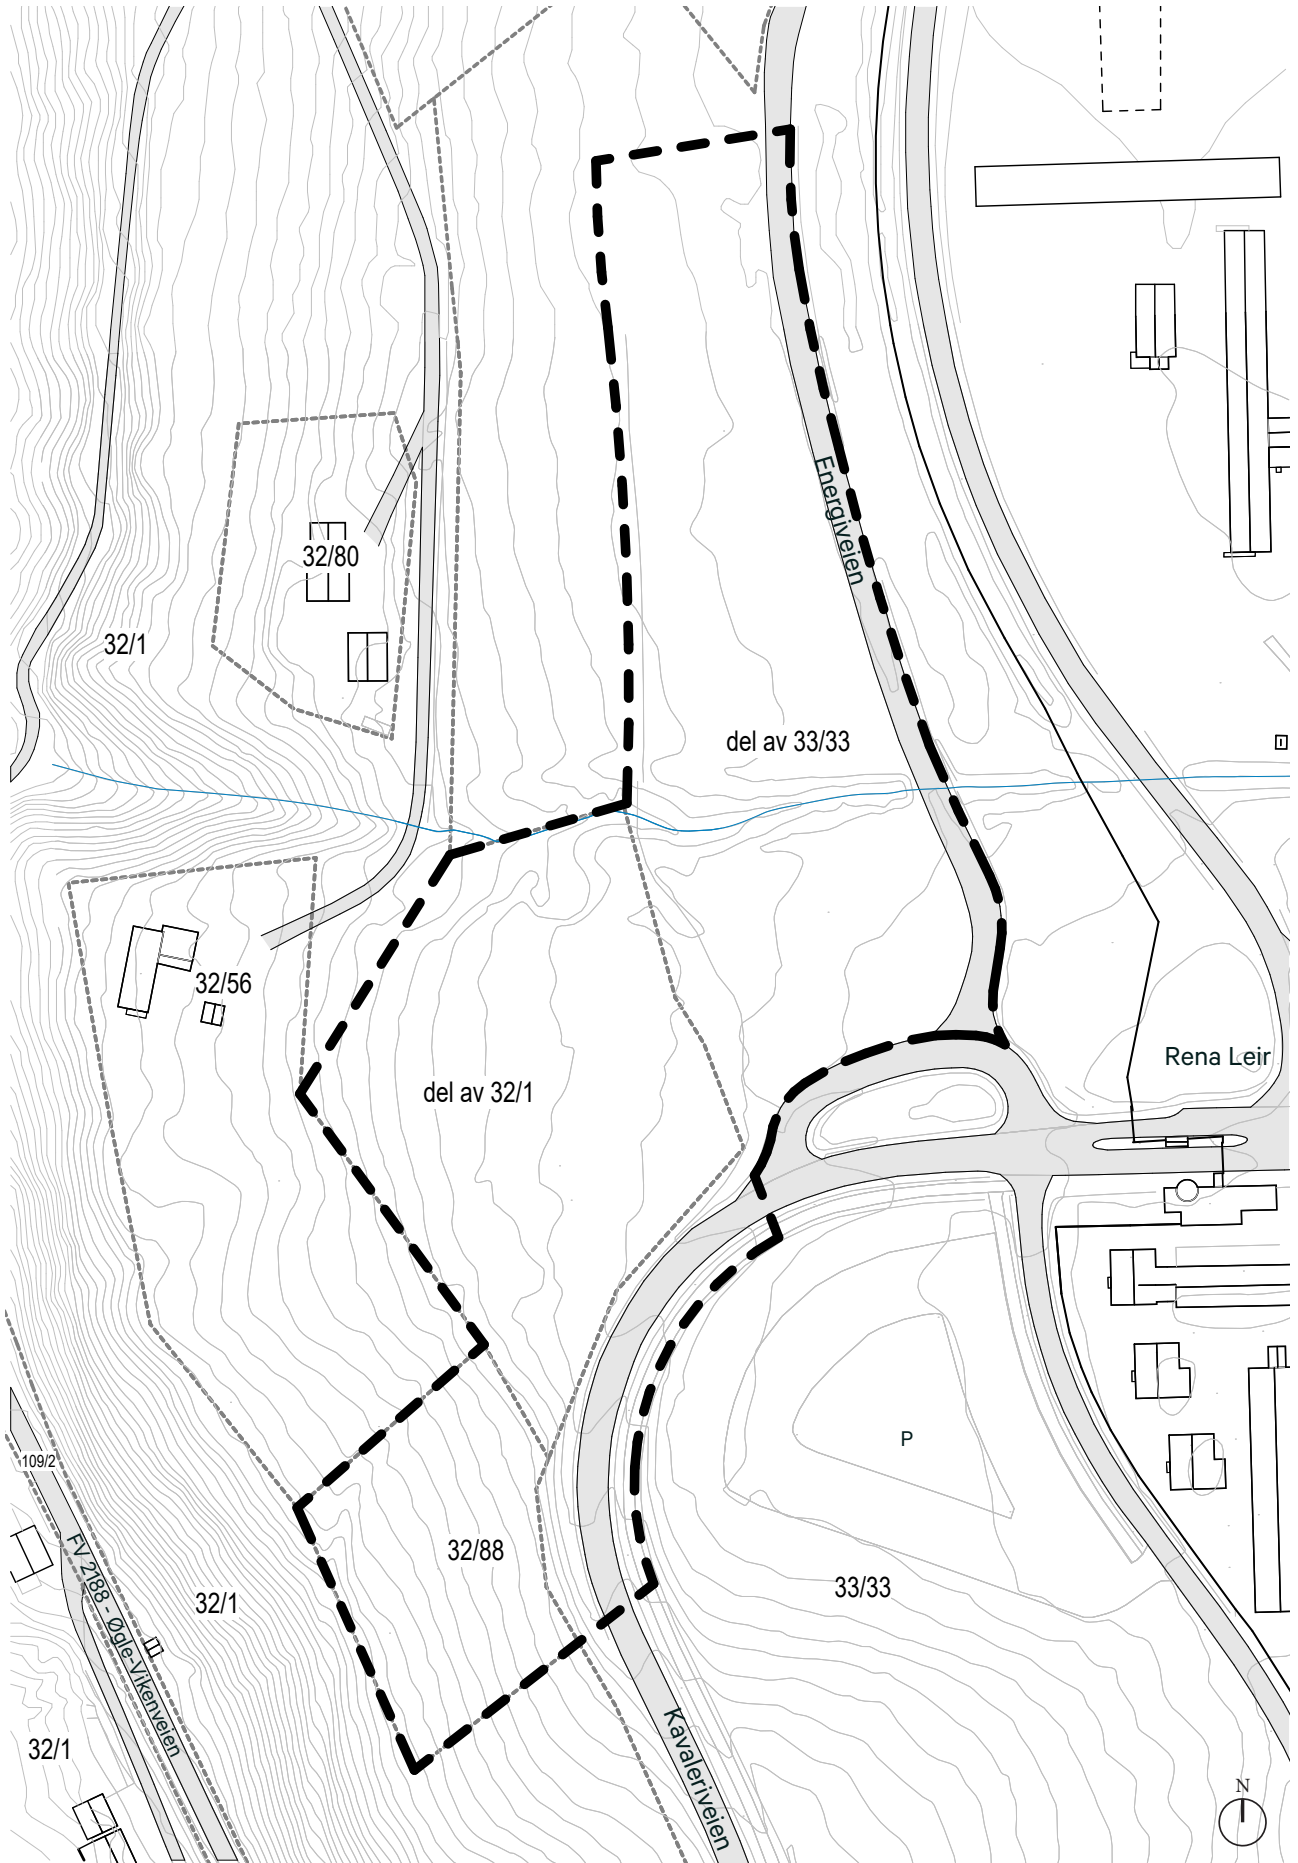 Energiveien
32/80
32/1
del av 33/33
32/56
Rena Leir
del av 32/1
P
109/2
32/88
FV 2188 - Øgle-Vikenveien
33/33
32/1
32/1
Kavaleriveien
N